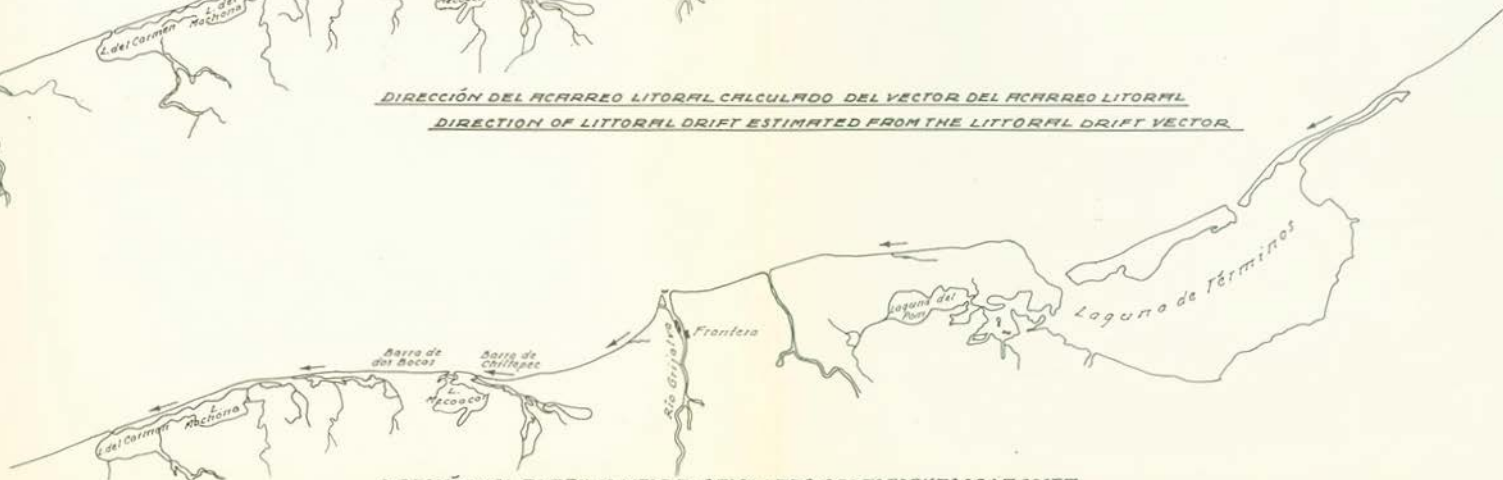 L. del Carmen
L. del
Machona
DIRECCIÓN DEL ACARREO LITORAL CALCULADO DEL VECTOR DEL ACARREO LITORAL
DIRECTION OF LITTORAL DRIFT ESTIMATED FROM THE LITTORAL DRIFT VECTOR
Laguna de Términos
Laguna del
Pom
Frontera
Río Grijalva
Barra de
dos Bocas
Barra de
Chiltepec
L.
Mecoacan
L.
Machona
L. del Carmen